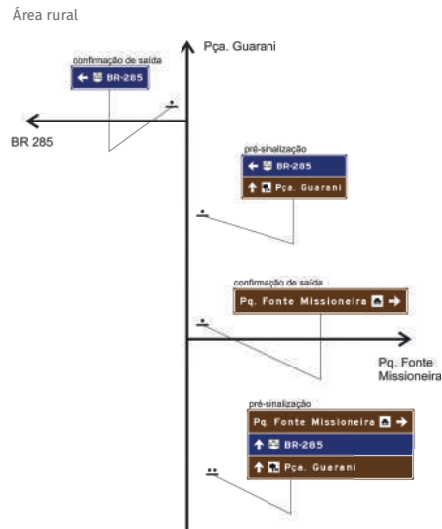 Área rural
Pça. Guarani
confirmação de saída
BR-285
BR 285
pré-sinalização
BR-285
Pça. Guarani
confirmação de saída
Pq. Fonte Missioneira
Pq. Fonte
Missioneira
pré-sinalização
Pq. Fonte Missioneira
BR-285
Pça. Guarani